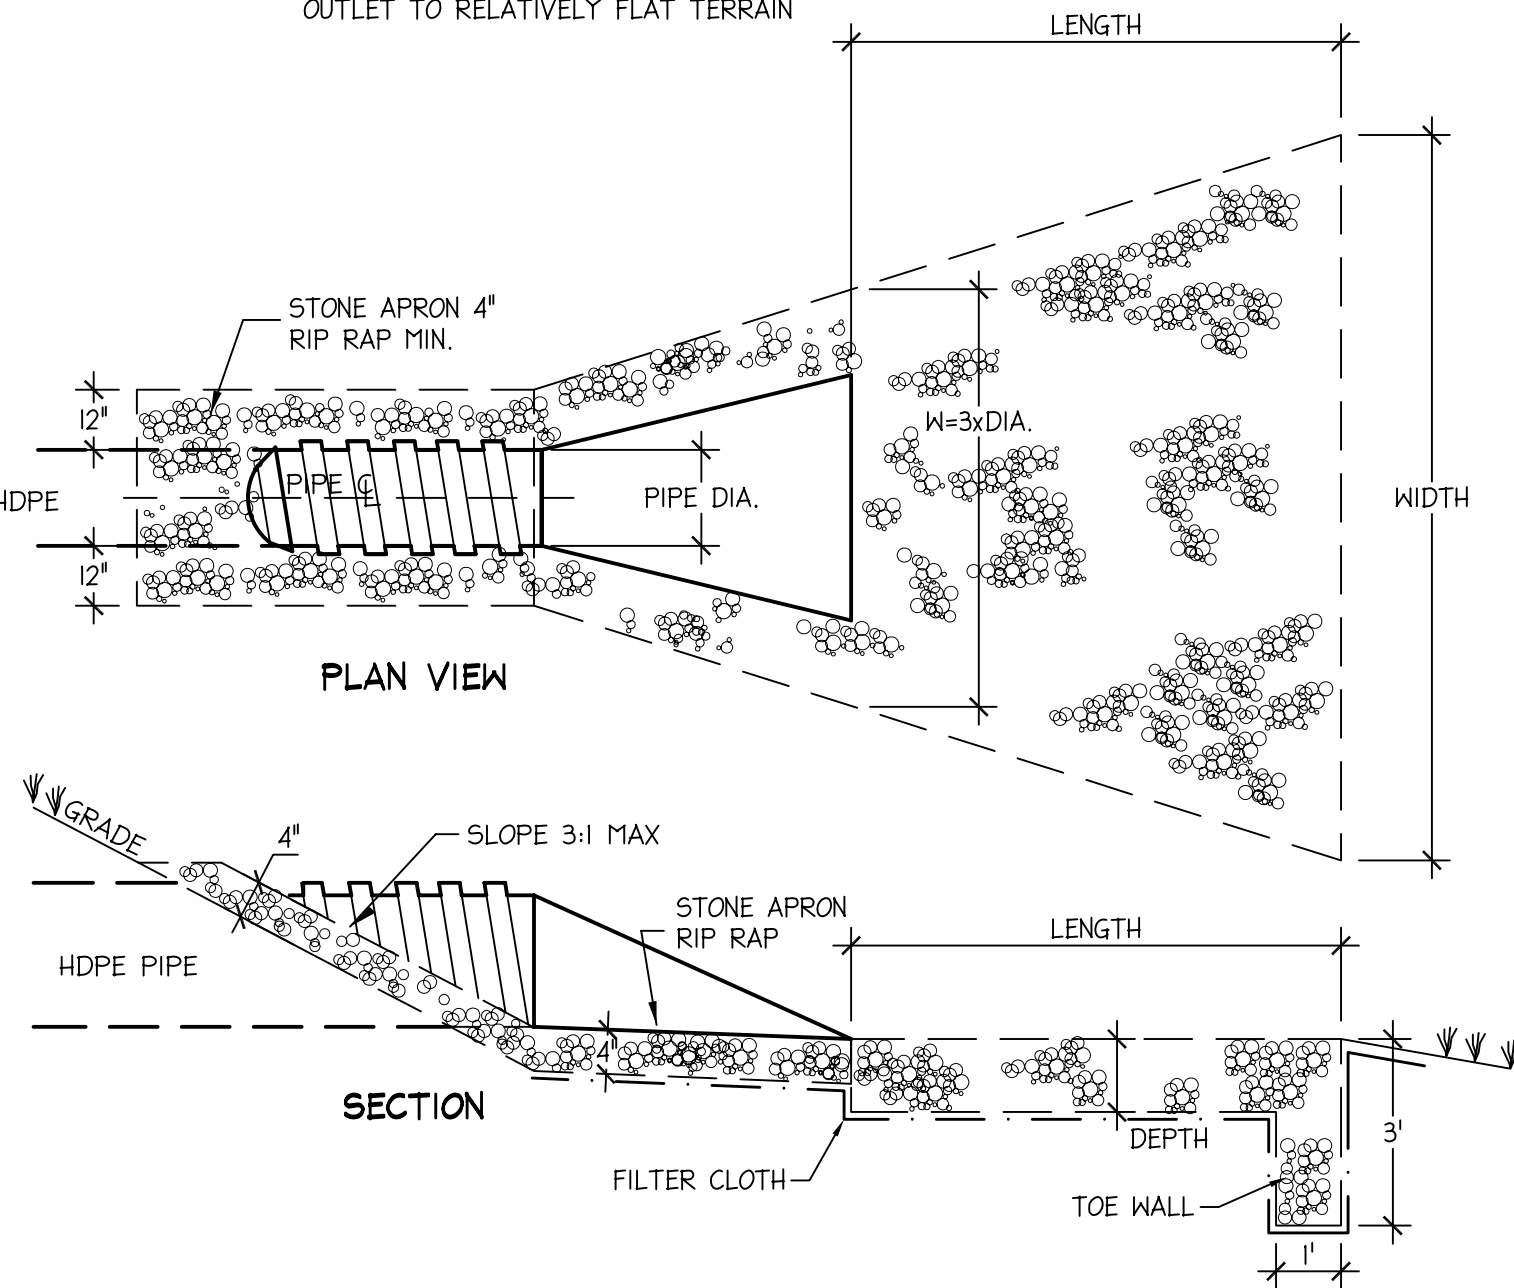 OUTLET TO RELATIVELY FLAT TERRAIN
LENGTH
STONE APRON 4"
RIP RAP MIN.
12"
W=3xDIA.
PIPE ℄
HDPE
PIPE DIA.
WIDTH
12"
PLAN VIEW
GRADE
4"
SLOPE 3:1 MAX
STONE APRON
RIP RAP
LENGTH
HDPE PIPE
4"
SECTION
DEPTH
3'
FILTER CLOTH
TOE WALL
1'